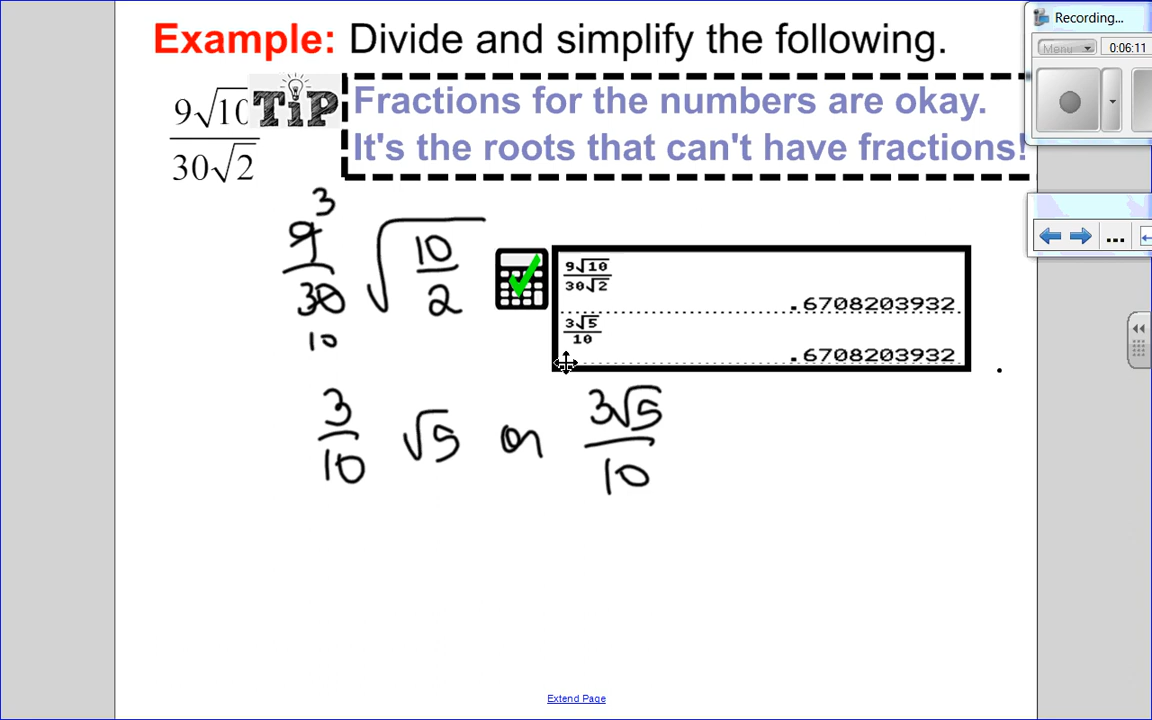 Example: Divide and simplify the following.
Recording...
Menu
0:06:11
9√10
30√2
TiP
Fractions for the numbers are okay.
It's the roots that can't have fractions!
3
9
30
10
√
10
2
9√10
30√2
.6708203932
3√5
10
.6708203932
...
3
10
√5
or
3√5
10
Extend Page